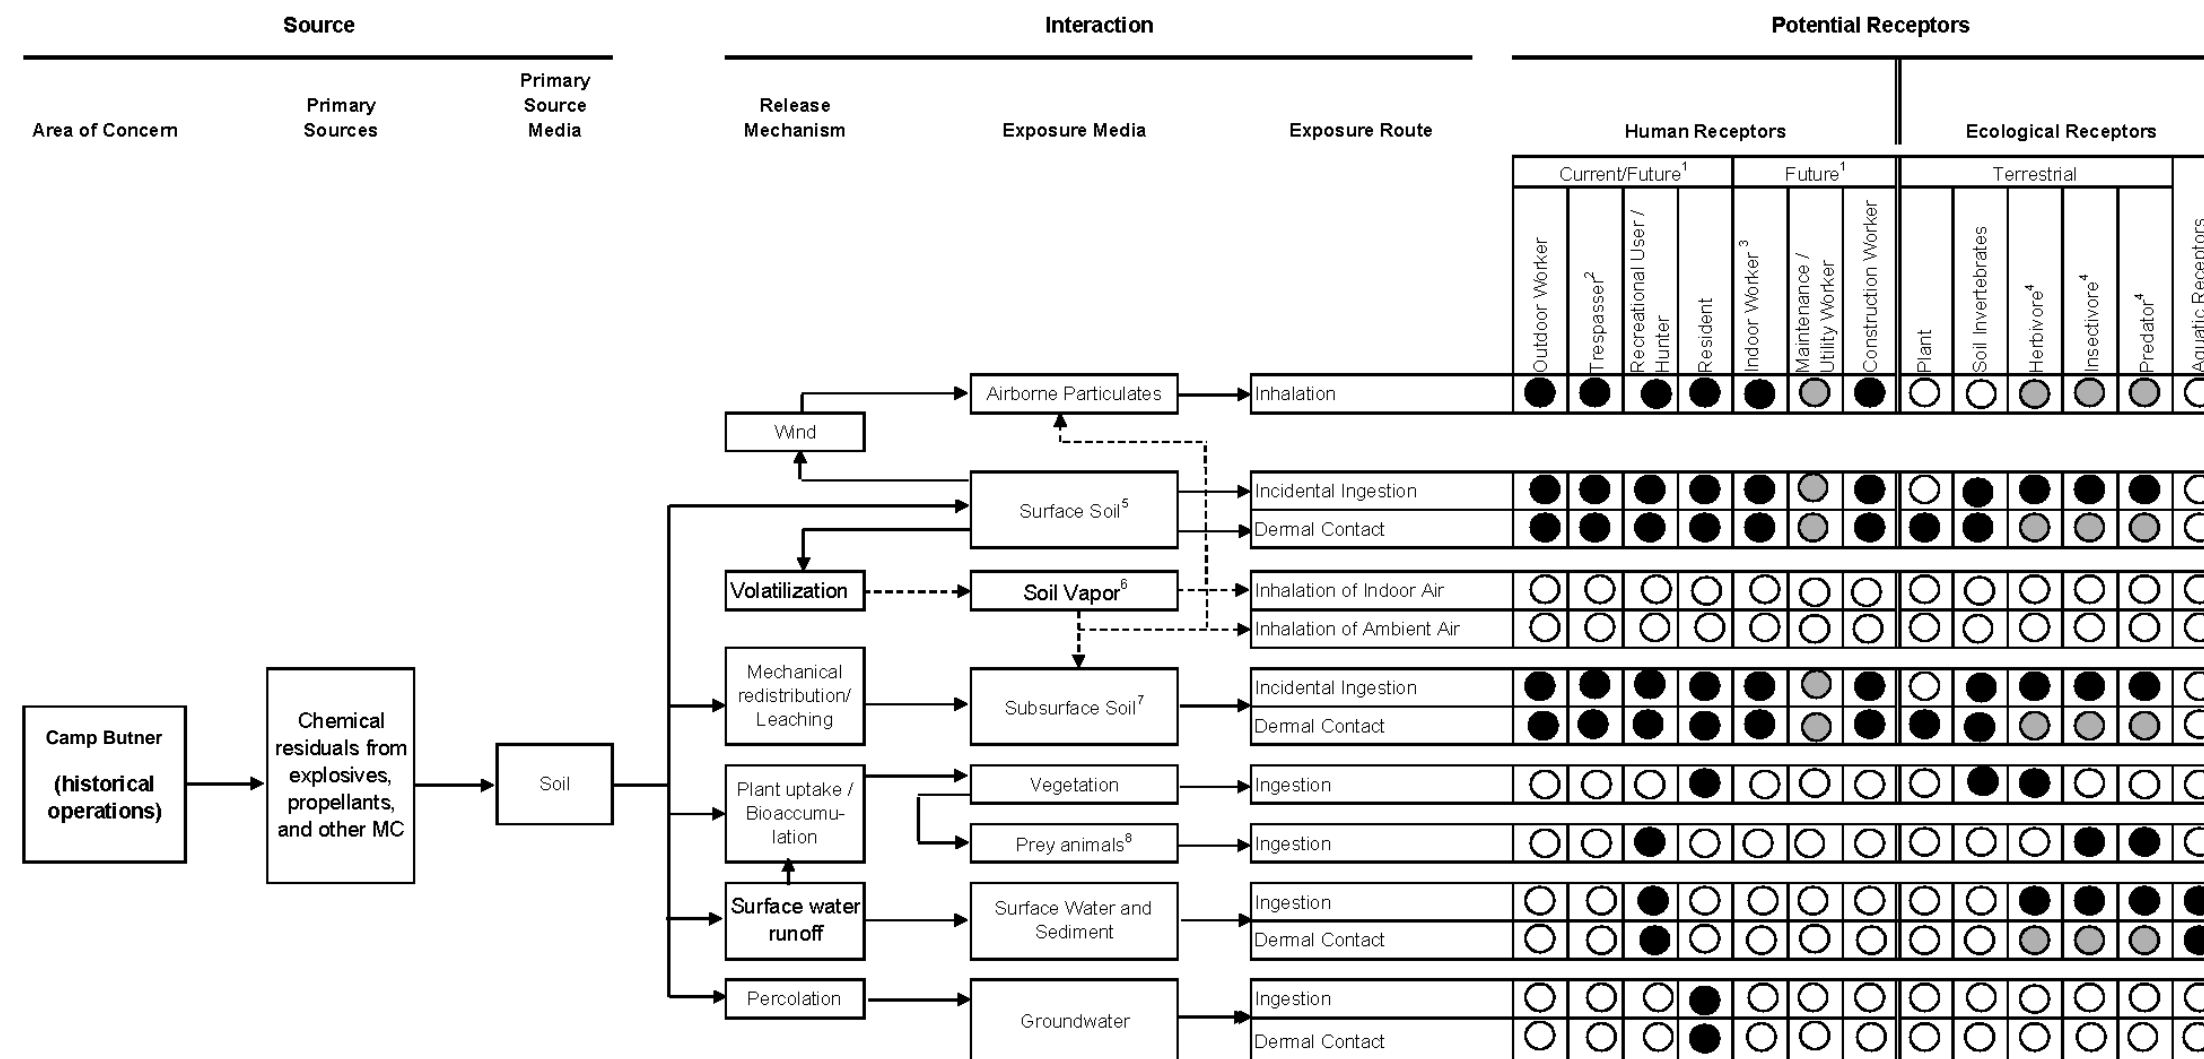 Source
Interaction
Potential Receptors
Area of Concern
Primary
Sources
Primary
Source
Media
Release
Mechanism
Exposure Media
Exposure Route
Human Receptors
Ecological Receptors
Current/Future1
Future1
Terrestrial
Outdoor Worker
Trespasser2
Recreational User /
Hunter
Resident
Indoor Worker3
Maintenance /
Utility Worker
Construction Worker
Plant
Soil Invertebrates
Herbivore4
Insectivore4
Predator4
Aquatic Receptors
Airborne Particulates
Inhalation
Wind
Surface Soil5
Incidental Ingestion
Dermal Contact
Volatilization
Soil Vapor6
Inhalation of Indoor Air
Inhalation of Ambient Air
Mechanical
redistribution/
Leaching
Subsurface Soil7
Incidental Ingestion
Dermal Contact
Camp Butner
(historical
operations)
Chemical
residuals from
explosives,
propellants,
and other MC
Soil
Plant uptake /
Bioaccumu-
lation
Vegetation
Ingestion
Prey animals8
Ingestion
Surface water
runoff
Surface Water and
Sediment
Ingestion
Dermal Contact
Percolation
Groundwater
Ingestion
Dermal Contact